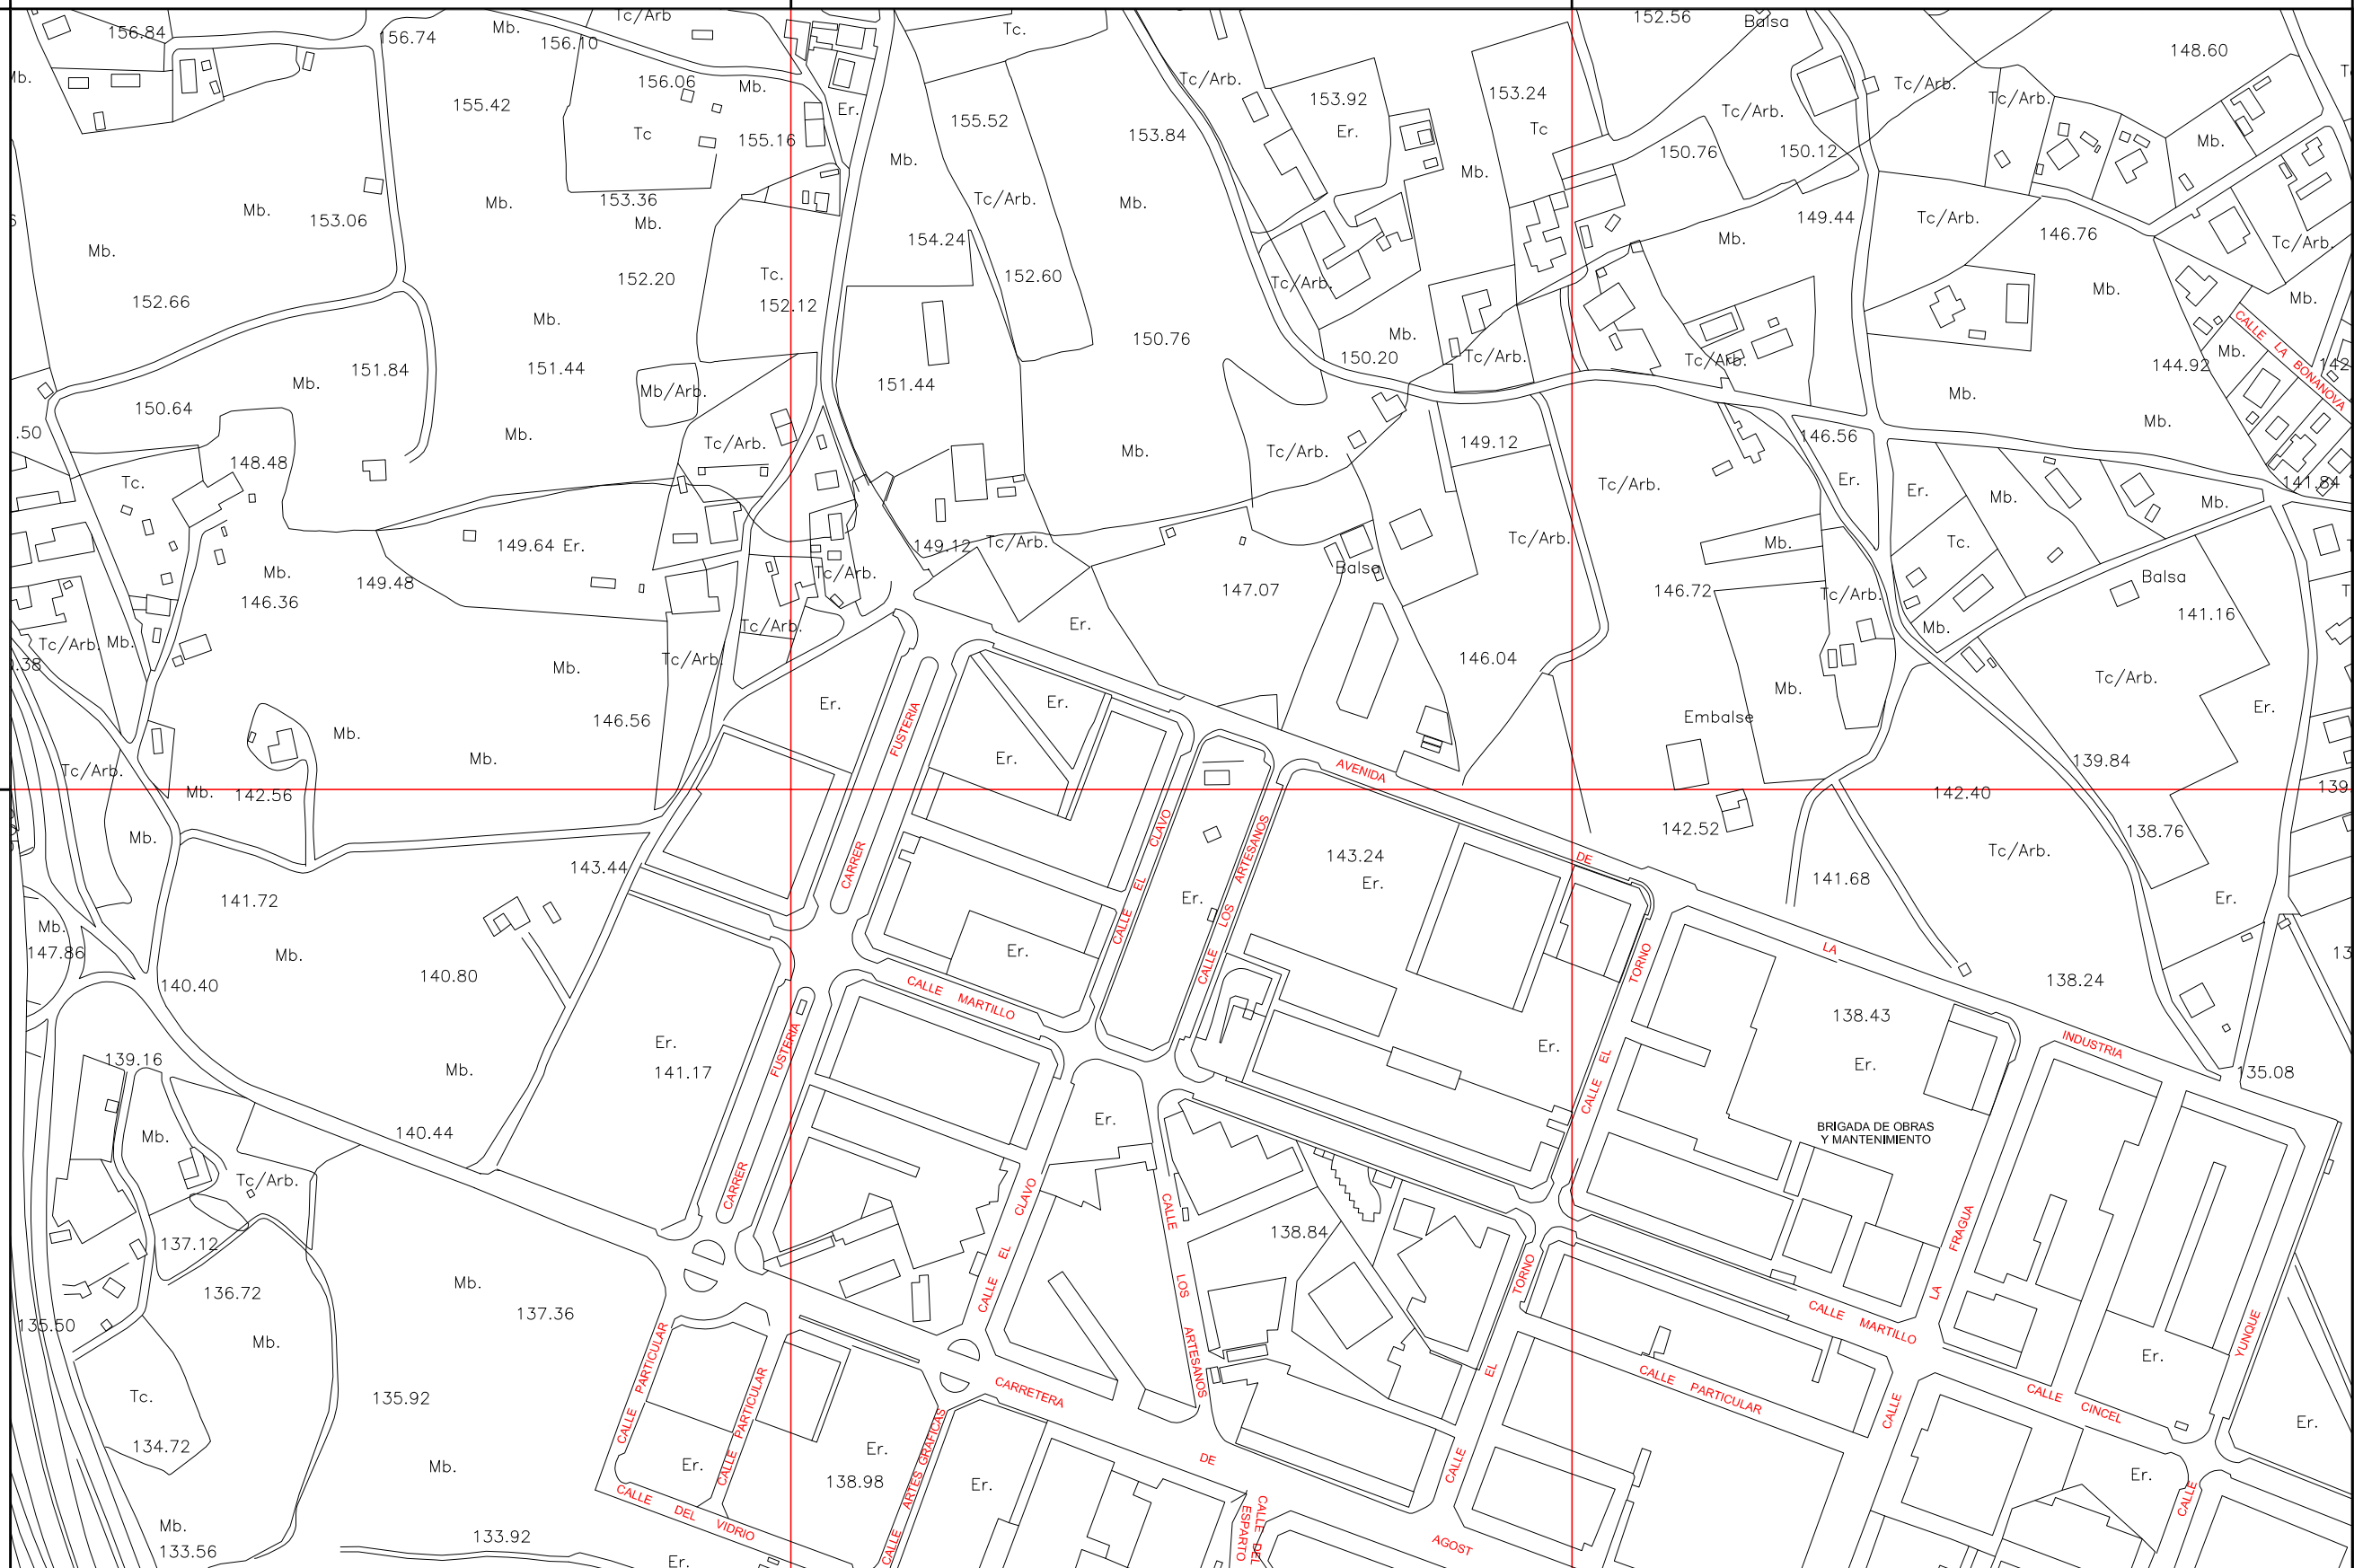 156.84
156.74
Mb.
156.10
Tc/Arb
Tc.
152.56
Balsa
148.60
Mb.
155.42
156.06
Mb.
Er.
155.52
Tc/Arb.
153.92
Er.
153.24
Tc
Tc/Arb.
Tc/Arb.
Tc/Arb.
Tc
155.16
Mb.
153.84
Mb.
150.76
150.12
Mb.
Mb.
153.06
Mb.
153.36
Mb.
Tc/Arb.
Mb.
149.44
Tc/Arb.
146.76
Tc/Arb.
Mb.
154.24
Mb.
152.66
152.20
Tc.
152.12
152.60
Tc/Arb.
Mb.
Mb.
Mb.
151.84
Mb.
151.44
Mb/Arb.
151.44
150.76
150.20
Mb.
Tc/Arb.
Tc/Arb.
Mb.
144.92
Mb.
CALLE LA BONANOVA
150.64
Mb.
Tc/Arb.
Mb.
Tc/Arb.
149.12
146.56
Mb.
.50
148.48
Tc.
Tc/Arb.
Er.
Er.
Mb.
Mb.
141.84
149.64 Er.
149.12
Tc/Arb.
Tc/Arb.
Mb.
Tc.
Mb.
146.36
149.48
Tc/Arb.
147.07
Balsa
146.72
Tc/Arb.
Balsa
141.16
Tc/Arb.
Mb.
Tc/Arb.
Er.
Mb.
.38
Mb.
Tc/Arb.
146.04
Mb.
Tc/Arb.
146.56
Er.
Er.
Embalse
Er.
Mb.
Mb.
Er.
CARRER FUSTERIA
AVENIDA DE LA INDUSTRIA
139.84
Tc/Arb.
Mb.
142.56
142.40
139
Mb.
143.44
CALLE EL CLAVO
CALLE LOS ARTESANOS
143.24
Er.
142.52
138.76
Tc/Arb.
141.68
141.72
Er.
Er.
Mb.
147.86
Mb.
140.80
Er.
CALLE EL TORNO
140.40
CALLE MARTILLO
138.24
138.43
Er.
Er.
139.16
Mb.
Er.
141.17
CARRER FUSTERIA
135.08
140.44
Mb.
Er.
BRIGADA DE OBRAS
Y MANTENIMIENTO
Tc/Arb.
CALLE EL CLAVO
CALLE LOS ARTESANOS
138.84
CALLE LA FRAGUA
137.12
Mb.
136.72
137.36
CALLE EL TORNO
CALLE MARTILLO
135.50
Mb.
CALLE PARTICULAR
CALLE PARTICULAR
CALLE YUNQUE
Er.
Tc.
135.92
CARRETERA DE AGOST
CALLE PARTICULAR
CALLE CINCEL
Er.
134.72
Mb.
Er.
Er.
138.98
CALLE ARTES GRAFICAS
Er.
Er.
CALLE DEL VIDRIO
CALLE DEL
ESPARTO
Mb.
133.56
133.92
Er.